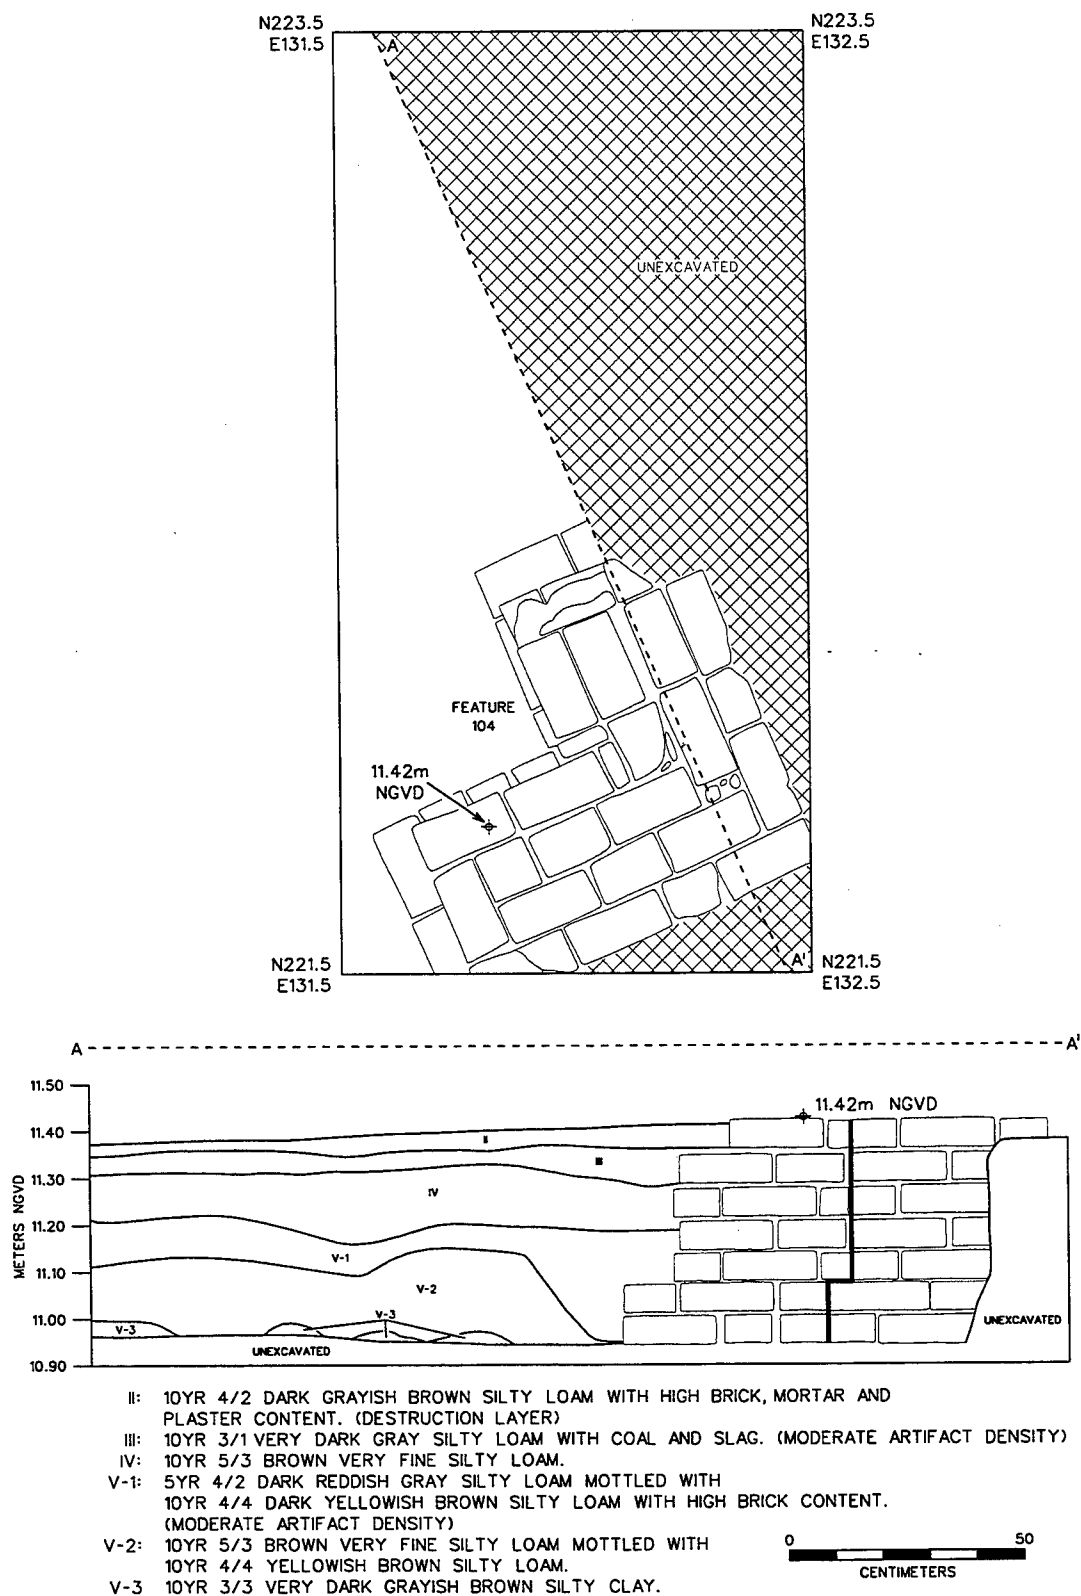 N223.5
E131.5
N223.5
E132.5
A
UNEXCAVATED
FEATURE
104
11.42m
NGVD
N221.5
E131.5
A'
N221.5
E132.5
A
A'
11.50
11.40
11.30
11.20
11.10
11.00
10.90
METERS NGVD
11.42m NGVD
II
III
IV
V-1
V-2
V-3
V-3
UNEXCAVATED
UNEXCAVATED
II: 10YR 4/2 DARK GRAYISH BROWN SILTY LOAM WITH HIGH BRICK, MORTAR AND
PLASTER CONTENT. (DESTRUCTION LAYER)
III: 10YR 3/1 VERY DARK GRAY SILTY LOAM WITH COAL AND SLAG. (MODERATE ARTIFACT DENSITY)
IV: 10YR 5/3 BROWN VERY FINE SILTY LOAM.
V-1: 5YR 4/2 DARK REDDISH GRAY SILTY LOAM MOTTLED WITH
10YR 4/4 DARK YELLOWISH BROWN SILTY LOAM WITH HIGH BRICK CONTENT.
(MODERATE ARTIFACT DENSITY)
V-2: 10YR 5/3 BROWN VERY FINE SILTY LOAM MOTTLED WITH
10YR 4/4 YELLOWISH BROWN SILTY LOAM.
V-3 10YR 3/3 VERY DARK GRAYISH BROWN SILTY CLAY.
0 50
CENTIMETERS